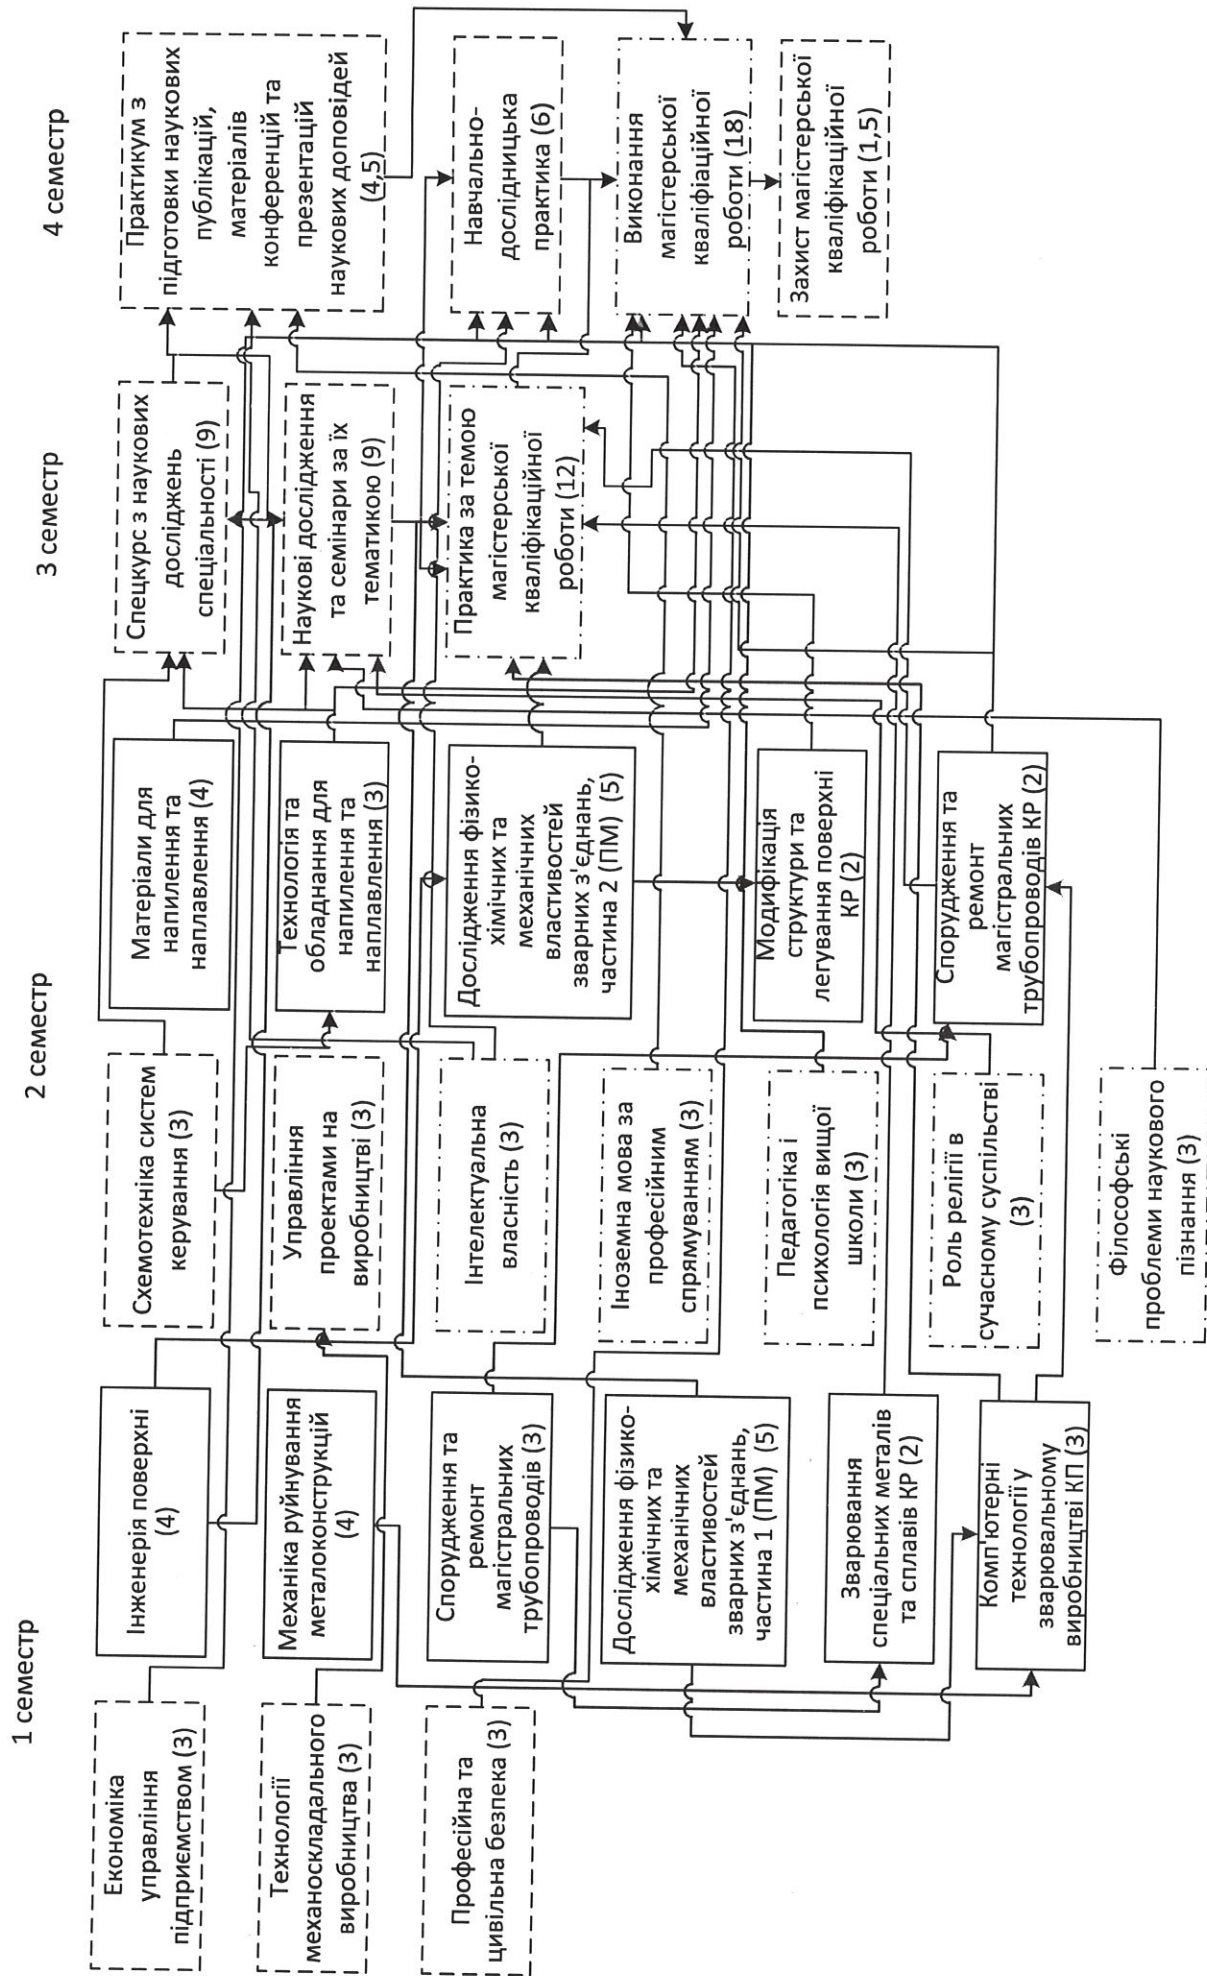 1 семестр
Економіка
управління
підприємством (3)
Технології
механоскладального
виробництва (3)
Професійна та
цивільна безпека (3)
Інженерія поверхні
(4)
Механіка руйнування
металоконструкцій
(4)
Спорудження та
ремонт
магістральних
трубопроводів (3)
Дослідження фізико-
хімічних та
механічних
властивостей
зварних з'єднань,
частина 1 (ПМ) (5)
Зварювання
спеціальних металів
та сплавів КР (2)
Комп'ютерні
технології у
зварювальному
виробництві КП (3)
2 семестр
Схемотехніка систем
керування (3)
Управління
проектами на
виробництві (3)
Інтелектуальна
власність (3)
Іноземна мова за
професійним
спрямуванням (3)
Педагогіка і
психологія вищої
школи (3)
Роль релігії в
сучасному суспільстві
(3)
Філософські
проблеми наукового
пізнання (3)
Матеріали для
напилення та
наплавлення (4)
Технологія та
обладнання для
напилення та
наплавлення (3)
Дослідження фізико-
хімічних та
механічних
властивостей
зварних з'єднань,
частина 2 (ПМ) (5)
Модифікація
структури та
легування поверхні
КР (2)
Спорудження та
ремонт
магістральних
трубопроводів КР (2)
3 семестр
Спецкурс з наукових
досліджень
спеціальності (9)
Наукові дослідження
та семінари за їх
тематикою (9)
Практика за темою
магістерської
кваліфікаційної
роботи (12)
4 семестр
Практикум з
підготовки наукових
публікацій,
матеріалів
конференцій та
презентацій
наукових доповідей
(4,5)
Навчально-
дослідницька
практика (6)
Виконання
магістерської
кваліфіаційної
роботи (18)
Захист магістерської
кваліфікаційної
роботи (1,5)